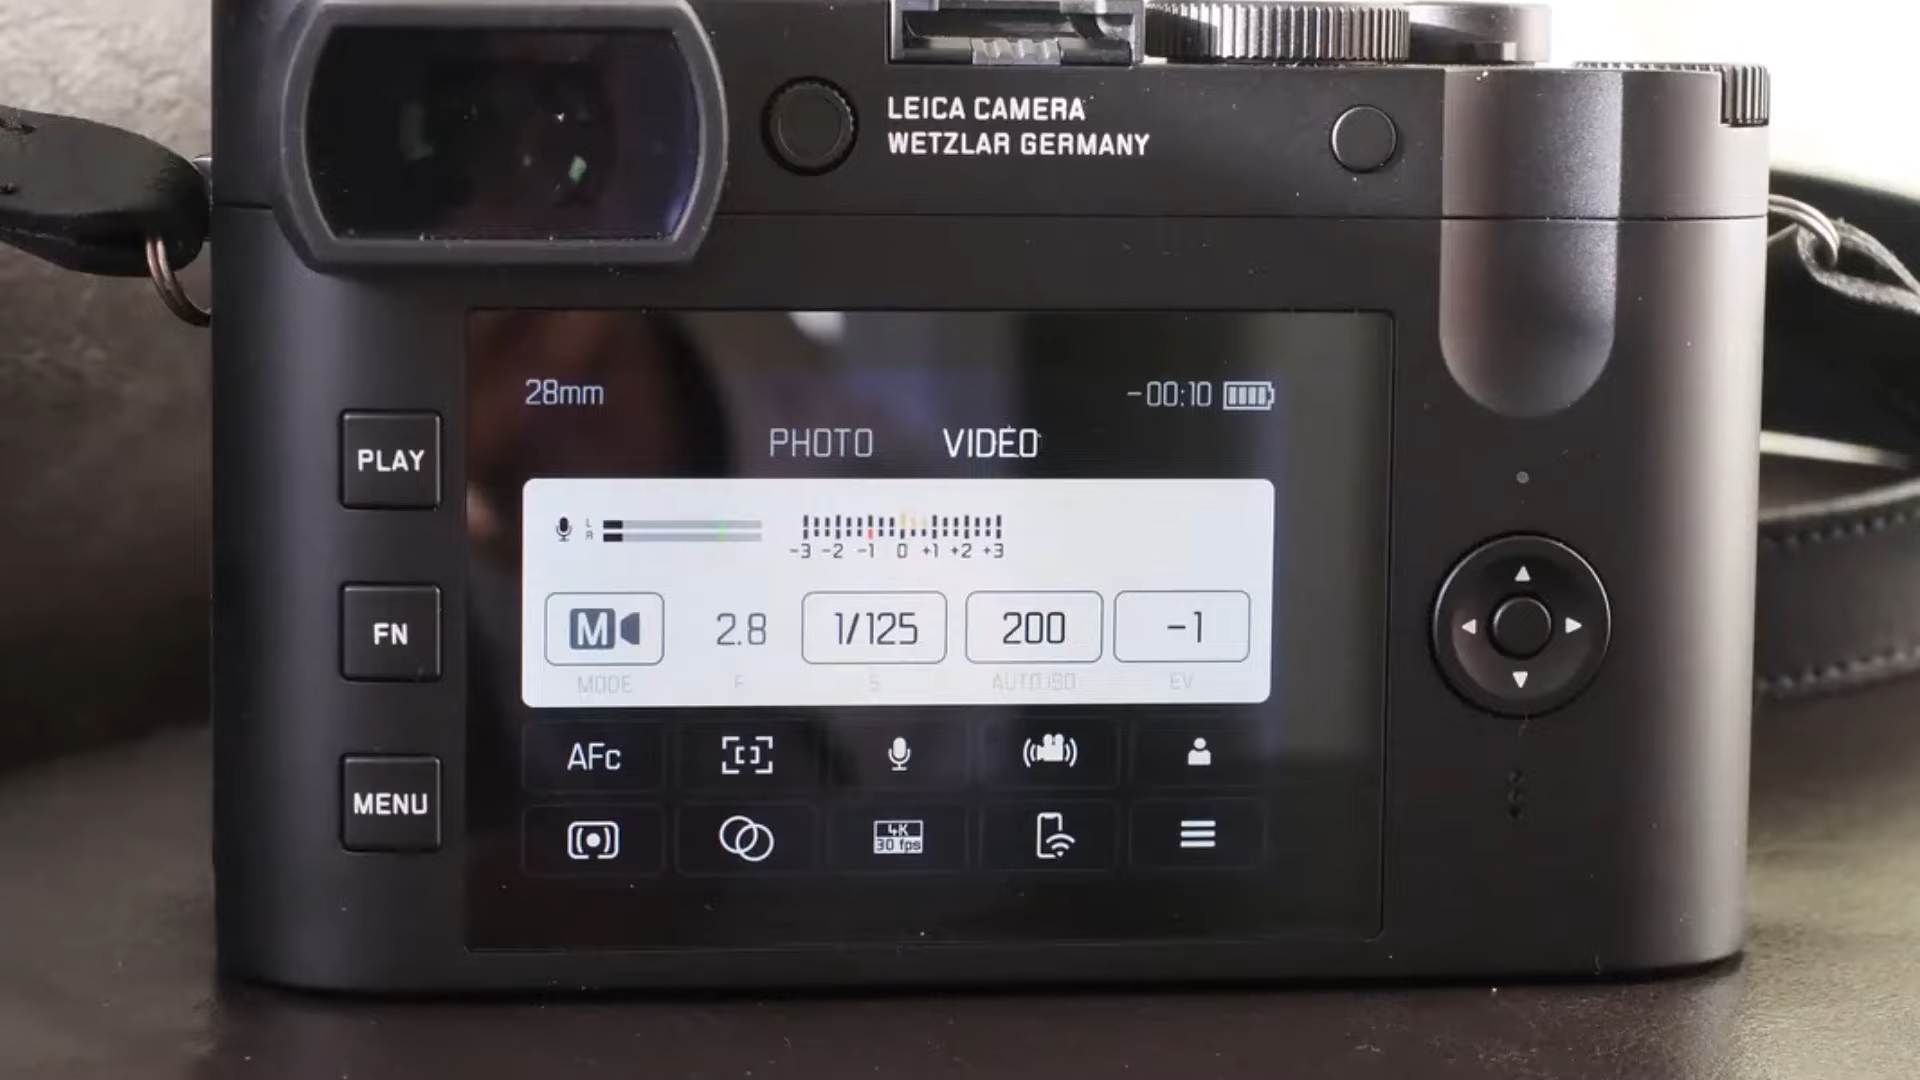 LEICA CAMERA
WETZLAR GERMANY
28mm
-00:10
PHOTO VIDEO
L
R
-3 -2 -1 0 +1 +2 +3
M 2.8 1/125 200 -1
MODE F S AUTO ISO EV
PLAY
FN
MENU
AFc
4K
30 fps